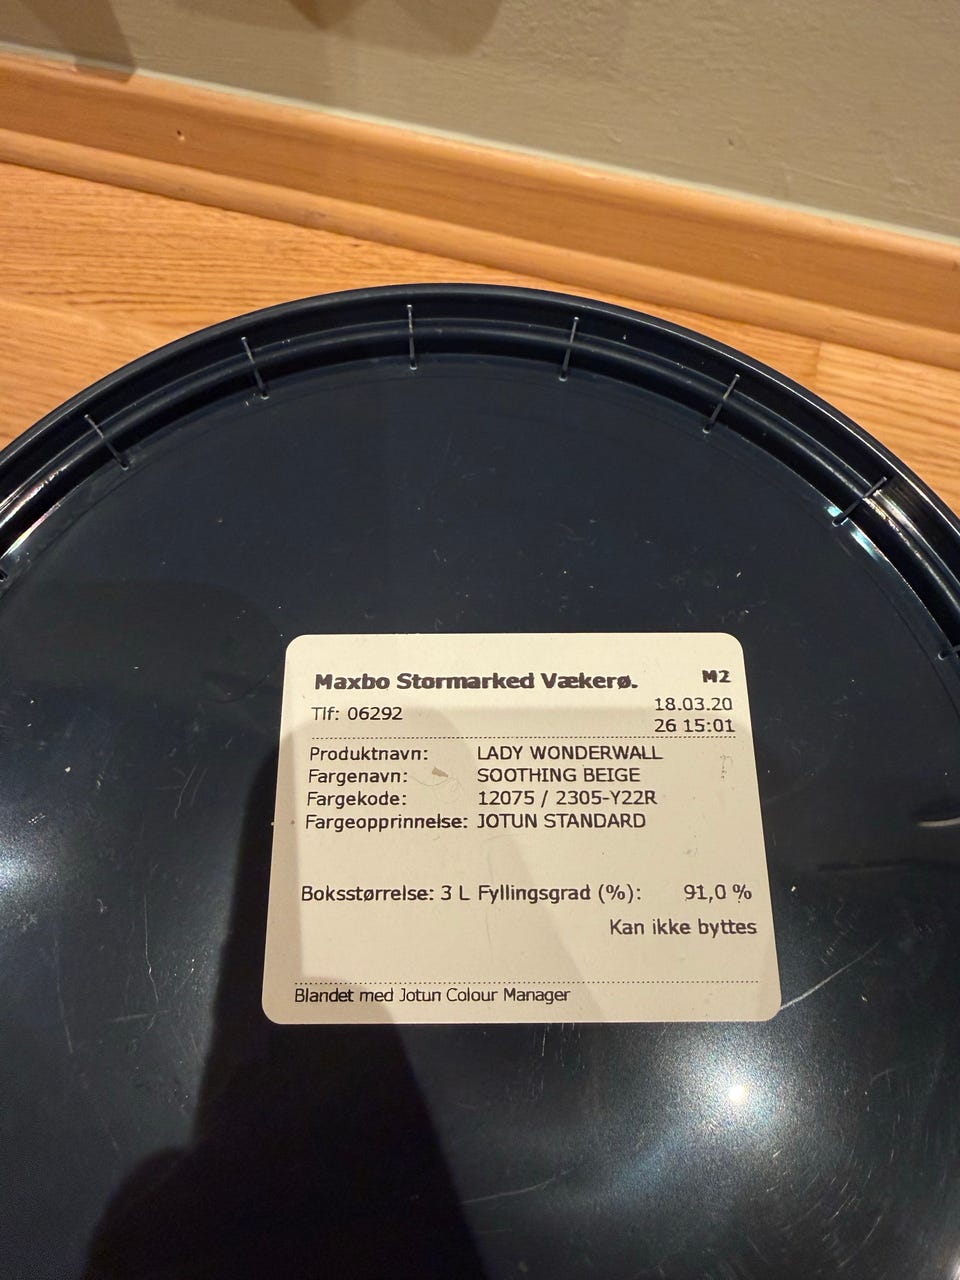 Maxbo Stormarked Vækerø. M2
Tlf: 06292 18.03.20
26 15:01
Produktnavn: LADY WONDERWALL
Fargenavn: SOOTHING BEIGE
Fargekode: 12075 / 2305-Y22R
Fargeopprinnelse: JOTUN STANDARD
Boksstørrelse: 3 L Fyllingsgrad (%): 91,0 %
Kan ikke byttes
Blandet med Jotun Colour Manager